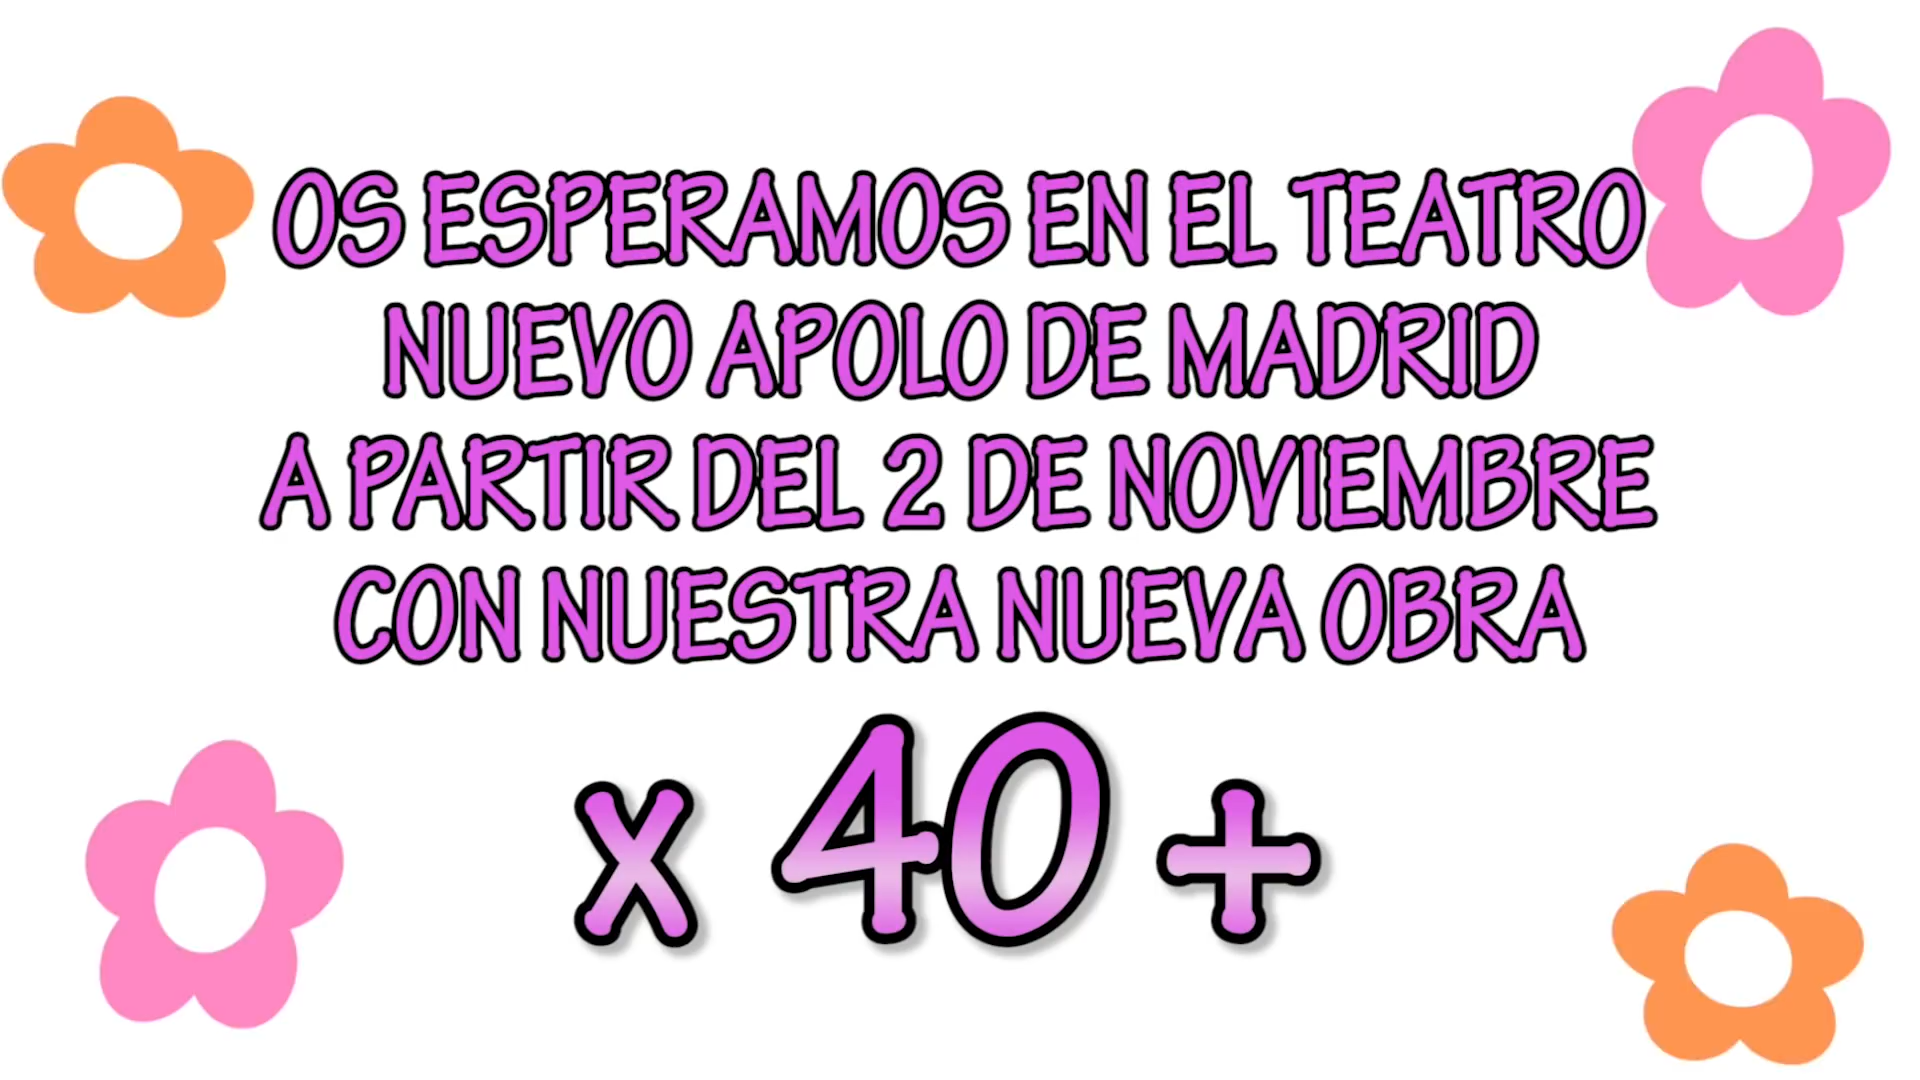 OS ESPERAMOS EN EL TEATRO
NUEVO APOLO DE MADRID
A PARTIR DEL 2 DE NOVIEMBRE
CON NUESTRA NUEVA OBRA
x 40 +